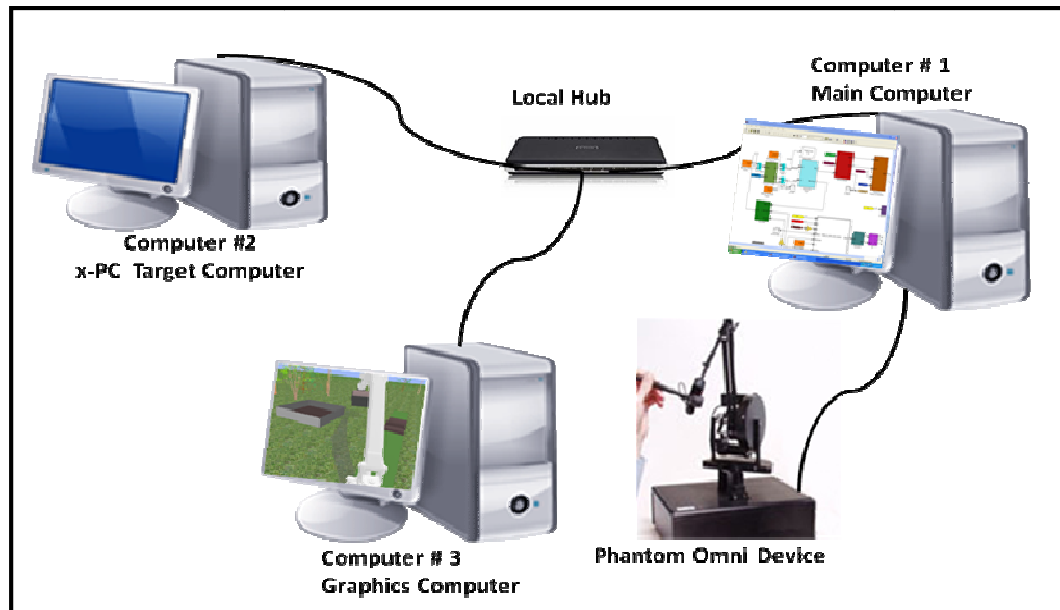 Computer # 1
Main Computer
Local Hub
Computer #2
x-PC Target Computer
Computer # 3
Graphics Computer
Phantom Omni Device